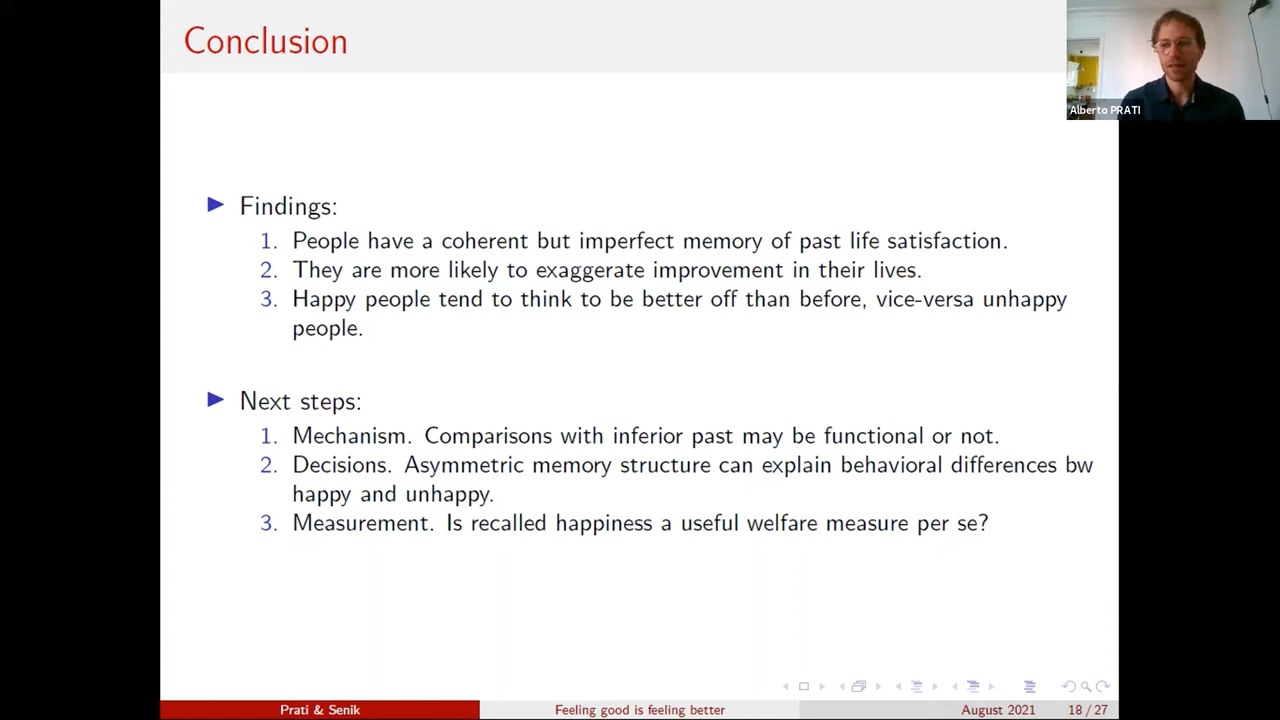 Conclusion
Alberto PRATI
Findings:
1. People have a coherent but imperfect memory of past life satisfaction.
2. They are more likely to exaggerate improvement in their lives.
3. Happy people tend to think to be better off than before, vice-versa unhappy
people.
Next steps:
1. Mechanism. Comparisons with inferior past may be functional or not.
2. Decisions. Asymmetric memory structure can explain behavioral differences bw
happy and unhappy.
3. Measurement. Is recalled happiness a useful welfare measure per se?
Prati & Senik Feeling good is feeling better August 2021 18 / 27